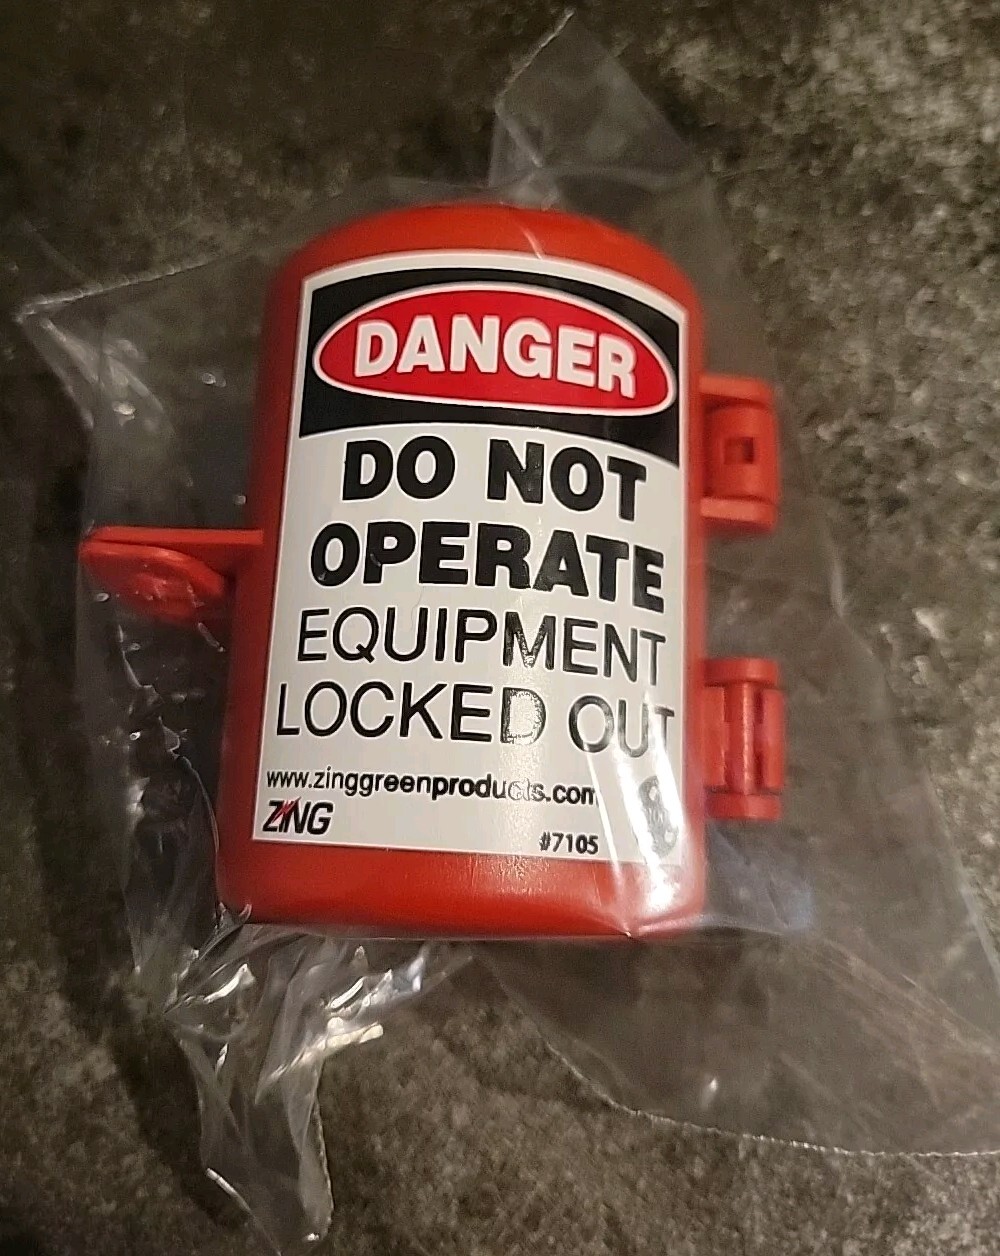 DANGER
DO NOT
OPERATE
EQUIPMENT
LOCKED OUT
www.zinggreenproducts.com
ZING
#7105